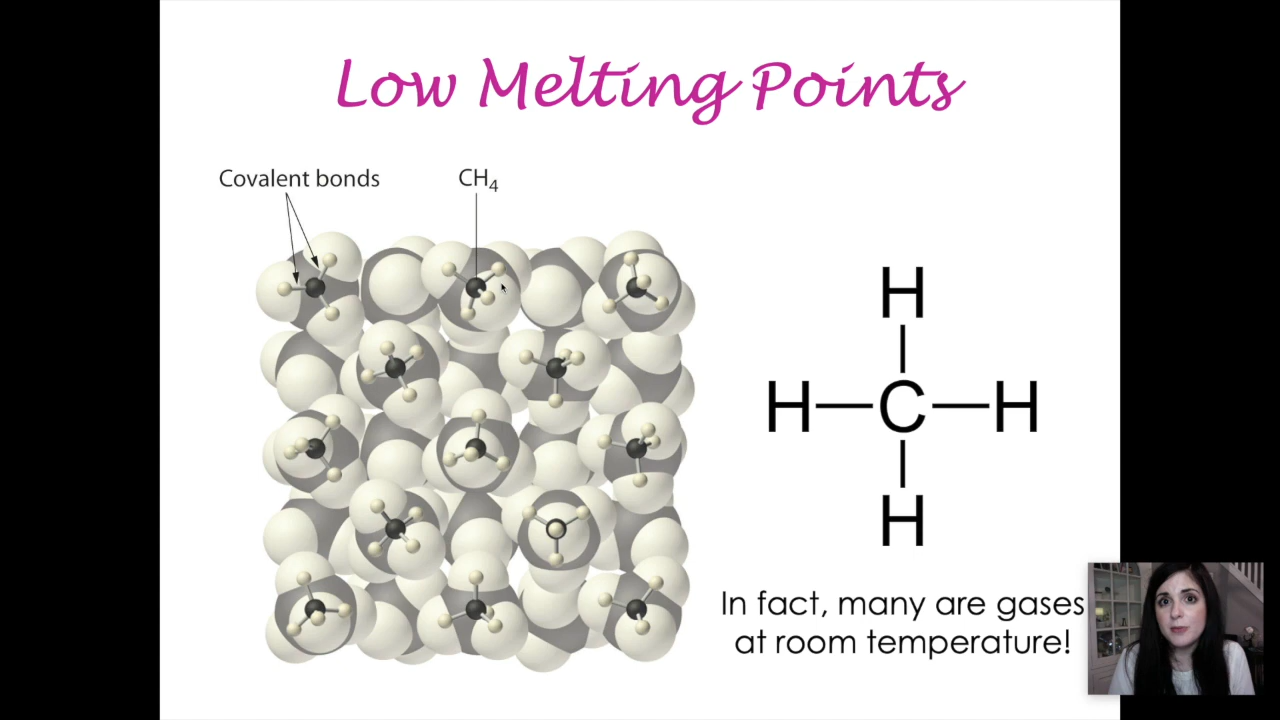 Low Melting Points
Covalent bonds
CH₄
H
H—C—H
H
In fact, many are gases
at room temperature!